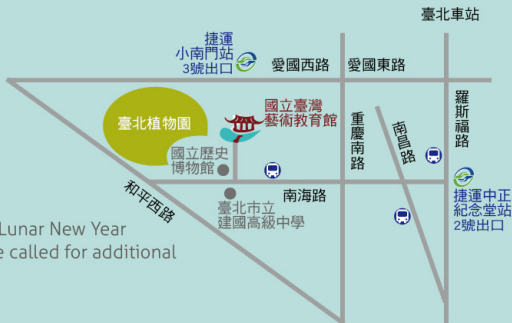 臺北車站
捷運
小南門站
3號出口
愛國西路
愛國東路
臺北植物園
國立臺灣
藝術教育館
重慶南路
南昌路
羅斯福路
國立歷史
博物館
和平西路
南海路
臺北市立
建國高級中學
捷運中正
紀念堂站
2號出口
Lunar New Year
e called for additional